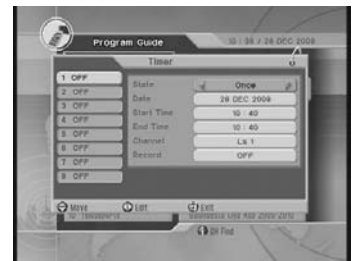 Program Guide
10 : 36 / 28 DEC 2009
Timer
1 OFF
2 OFF
3 OFF
4 OFF
5 OFF
6 OFF
7 OFF
8 OFF
State Once
Date 28 DEC 2009
Start Time 10 : 40
End Time 10 : 40
Channel La 1
Record OFF
Move Edit Exit
Find